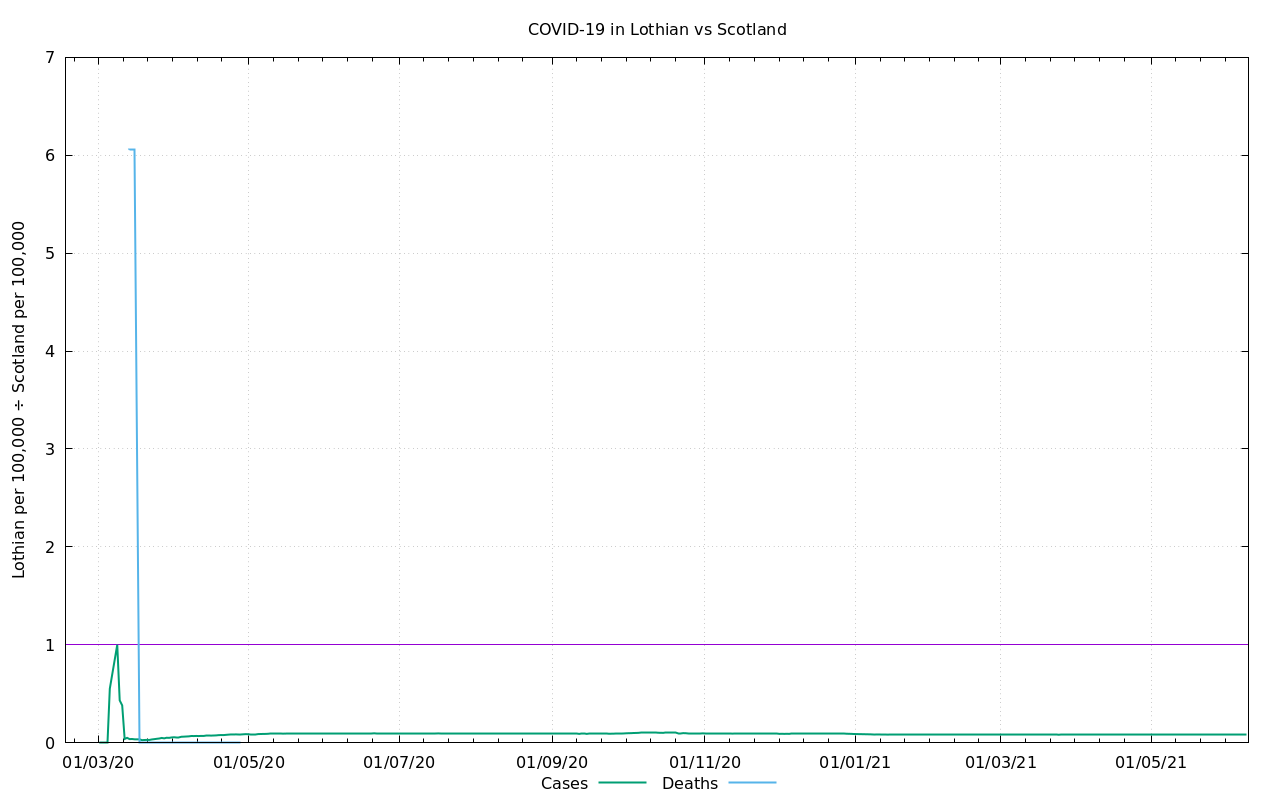 COVID-19 in Lothian vs Scotland
Lothian per 100,000 ÷ Scotland per 100,000
7
6
5
4
3
2
1
0
01/03/20 01/05/20 01/07/20 01/09/20 01/11/20 01/01/21 01/03/21 01/05/21
Cases Deaths